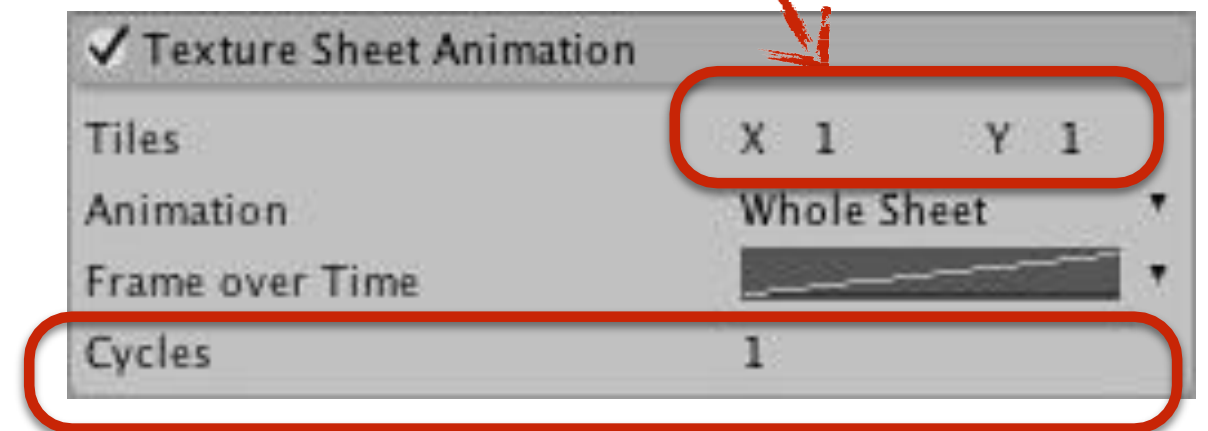 Texture Sheet Animation
Tiles X 1 Y 1
Animation Whole Sheet
Frame over Time
Cycles 1